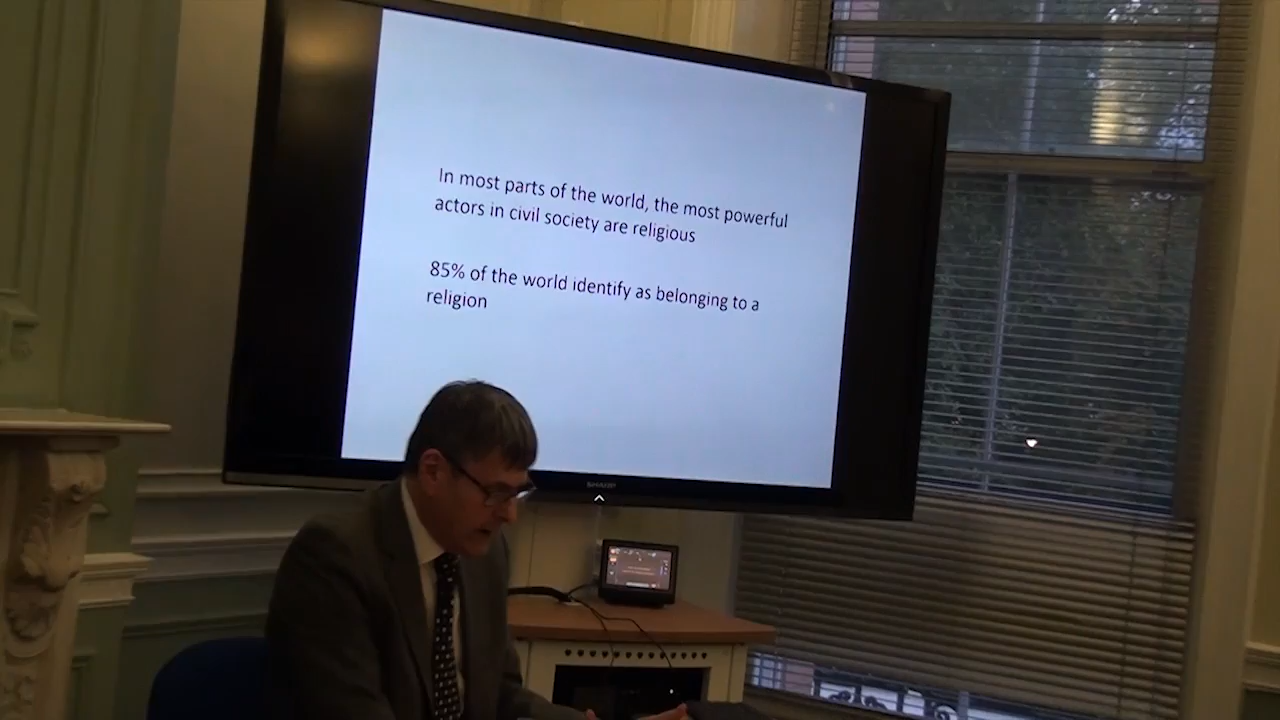 In most parts of the world, the most powerful
actors in civil society are religious
85% of the world identify as belonging to a
religion
SHARP